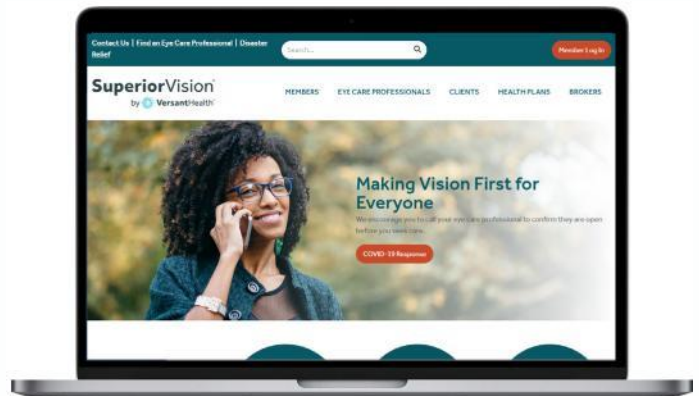 Contact Us | Find an Eye Care Professional | Disaster
Relief
Search...
Member Log In
SuperiorVision
by VersantHealth
MEMBERS EYE CARE PROFESSIONALS CLIENTS HEALTH PLANS BROKERS
Making Vision First for
Everyone
We encourage you to call your eye care professional to confirm they are open
before you seek care.
COVID-19 Response